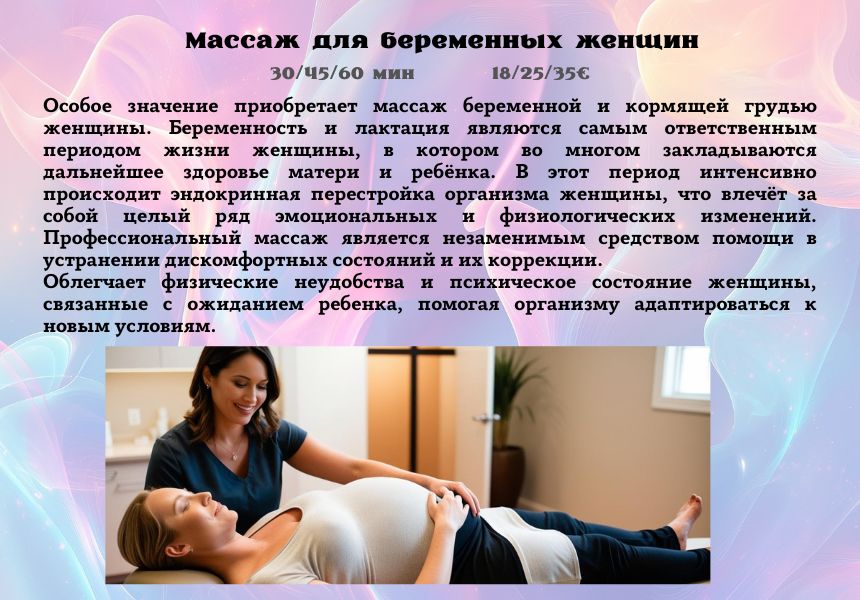 Массаж для беременных женщин
30/45/60 мин 18/25/35€
Особое значение приобретает массаж беременной и кормящей грудью
женщины. Беременность и лактация являются самым ответственным
периодом жизни женщины, в котором во многом закладываются
дальнейшее здоровье матери и ребёнка. В этот период интенсивно
происходит эндокринная перестройка организма женщины, что влечёт за
собой целый ряд эмоциональных и физиологических изменений.
Профессиональный массаж является незаменимым средством помощи в
устранении дискомфортных состояний и их коррекции.
Облегчает физические неудобства и психическое состояние женщины,
связанные с ожиданием ребенка, помогая организму адаптироваться к
новым условиям.